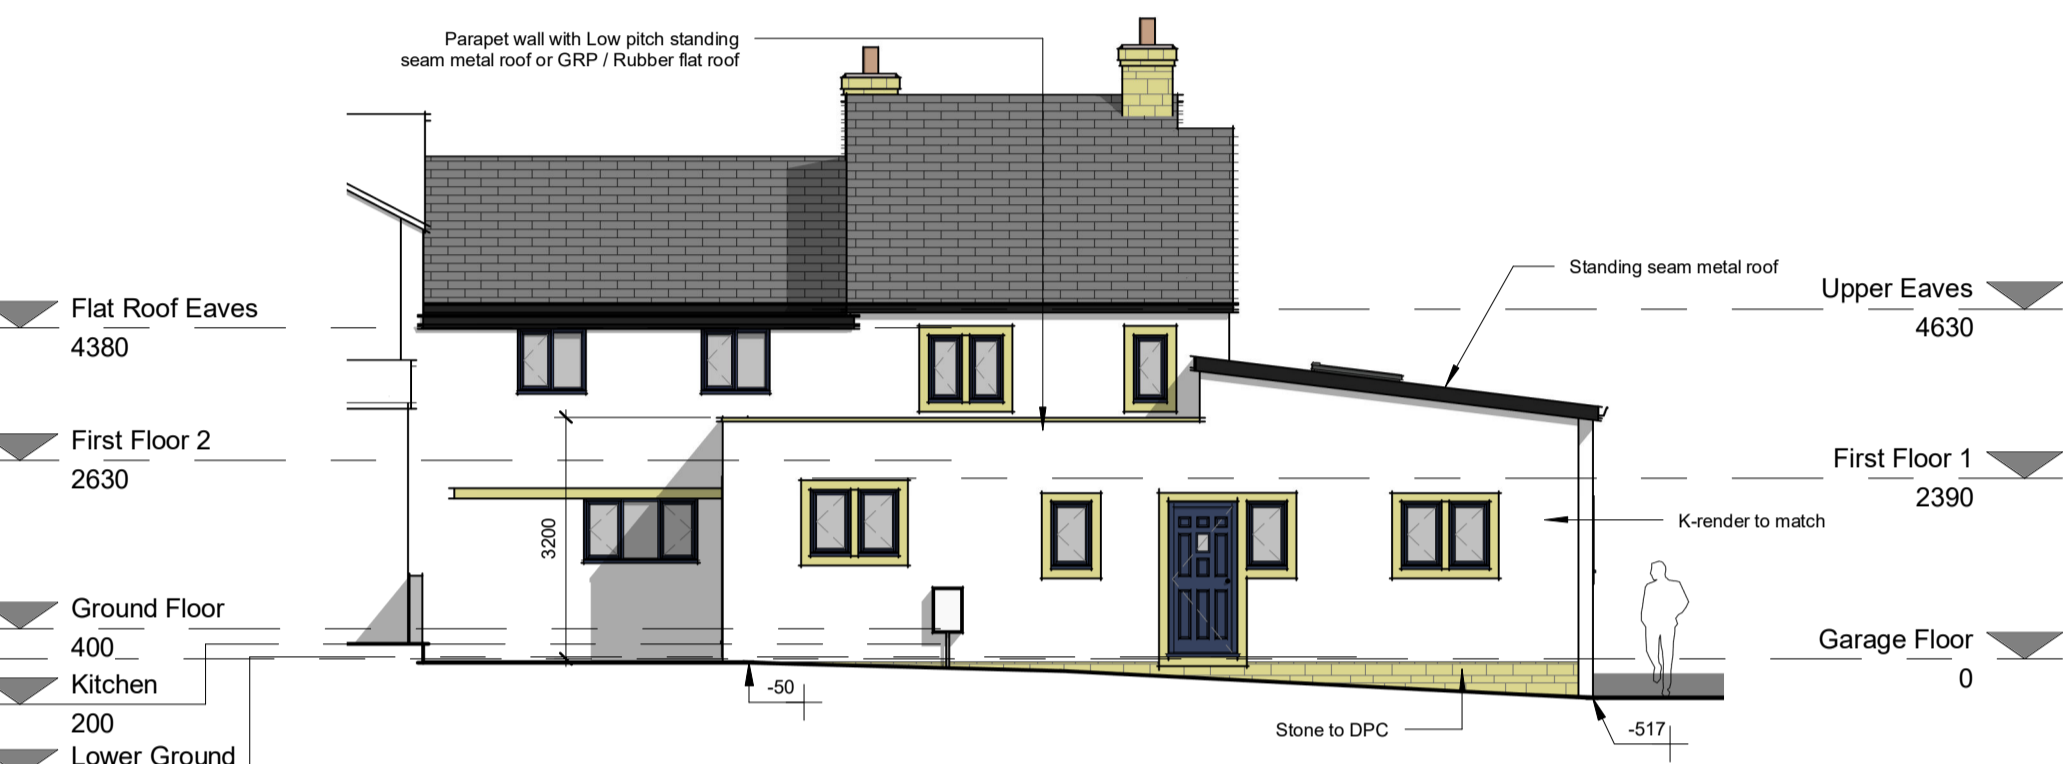 Parapet wall with Low pitch standing
seam metal roof or GRP / Rubber flat roof
Standing seam metal roof
Flat Roof Eaves
4380
Upper Eaves
4630
First Floor 2
2630
First Floor 1
2390
K-render to match
3200
Ground Floor
400
Garage Floor
0
Kitchen
200
-50
Stone to DPC
-517
Lower Ground